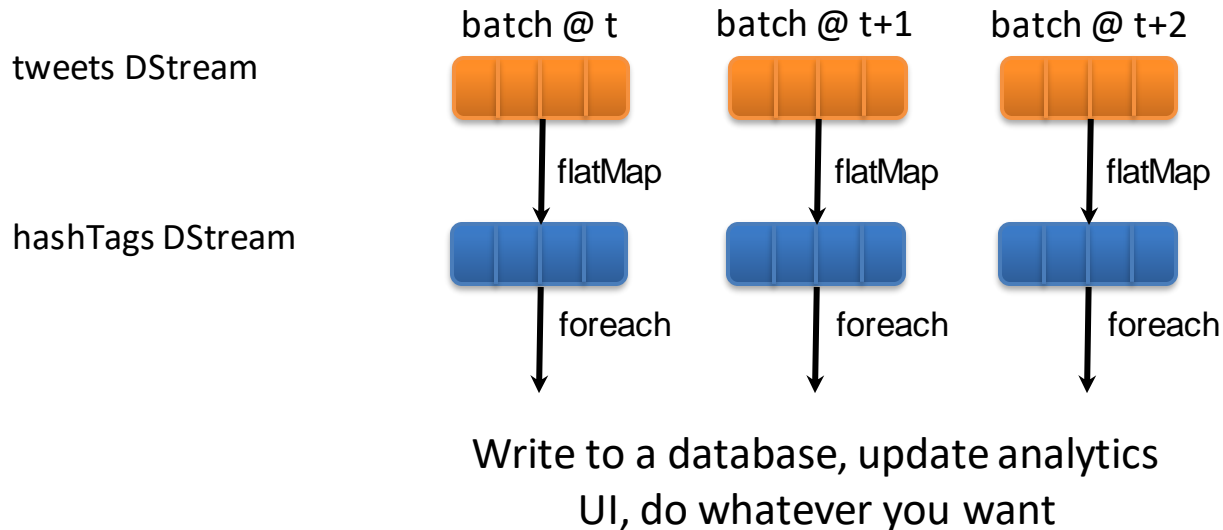 batch @ t batch @ t+1 batch @ t+2
tweets DStream
flatMap flatMap flatMap
hashTags DStream
foreach foreach foreach
Write to a database, update analytics
UI, do whatever you want